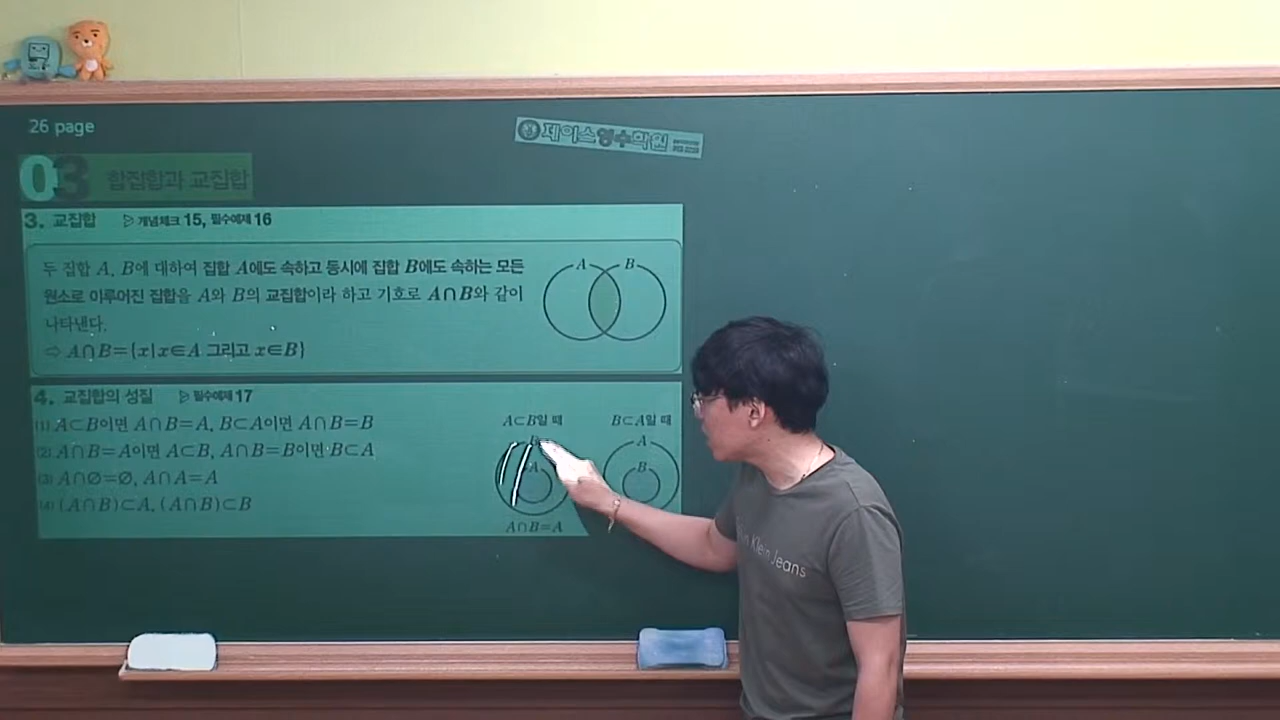 26 page
제이스영수학원
03 합집합과 교집합
3. 교집합 ▷ 개념체크 15, 필수예제 16
두 집합 A, B에 대하여 집합 A에도 속하고 동시에 집합 B에도 속하는 모든
원소로 이루어진 집합을 A와 B의 교집합이라 하고 기호로 A∩B와 같이
나타낸다.
⇨ A∩B={x|x∈A 그리고 x∈B}
A B
4. 교집합의 성질 ▷ 필수예제 17
(1) A⊂B이면 A∩B=A, B⊂A이면 A∩B=B
(2) A∩B=A이면 A⊂B, A∩B=B이면 B⊂A
(3) A∩∅=∅, A∩A=A
(4) (A∩B)⊂A, (A∩B)⊂B
A⊂B일 때 B⊂A일 때
B A
A B
A∩B=A
Klein Jeans